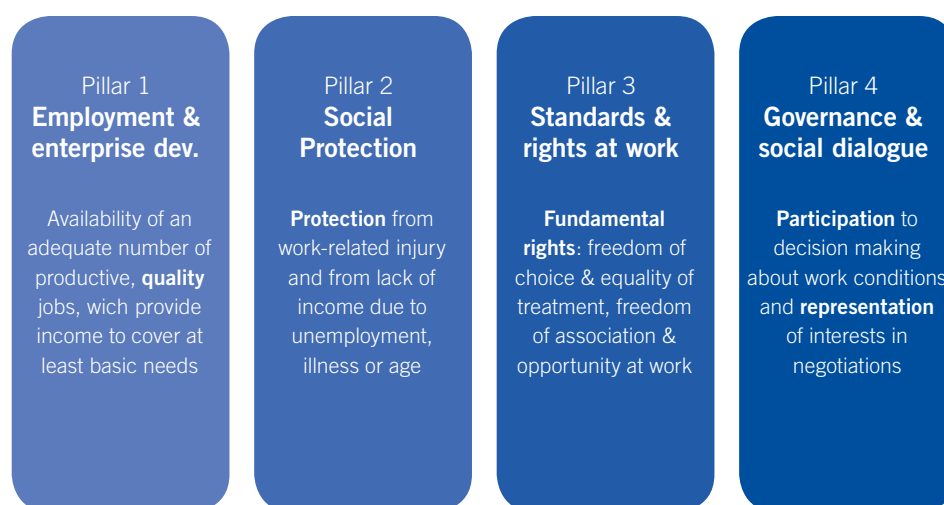 Pillar 1
Employment &
enterprise dev.
Availability of an
adequate number of
productive, quality
jobs, wich provide
income to cover at
least basic needs
Pillar 2
Social
Protection
Protection from
work-related injury
and from lack of
income due to
unemployment,
illness or age
Pillar 3
Standards &
rights at work
Fundamental
rights: freedom of
choice & equality of
treatment, freedom
of association &
opportunity at work
Pillar 4
Governance &
social dialogue
Participation to
decision making
about work conditions
and representation
of interests in
negotiations